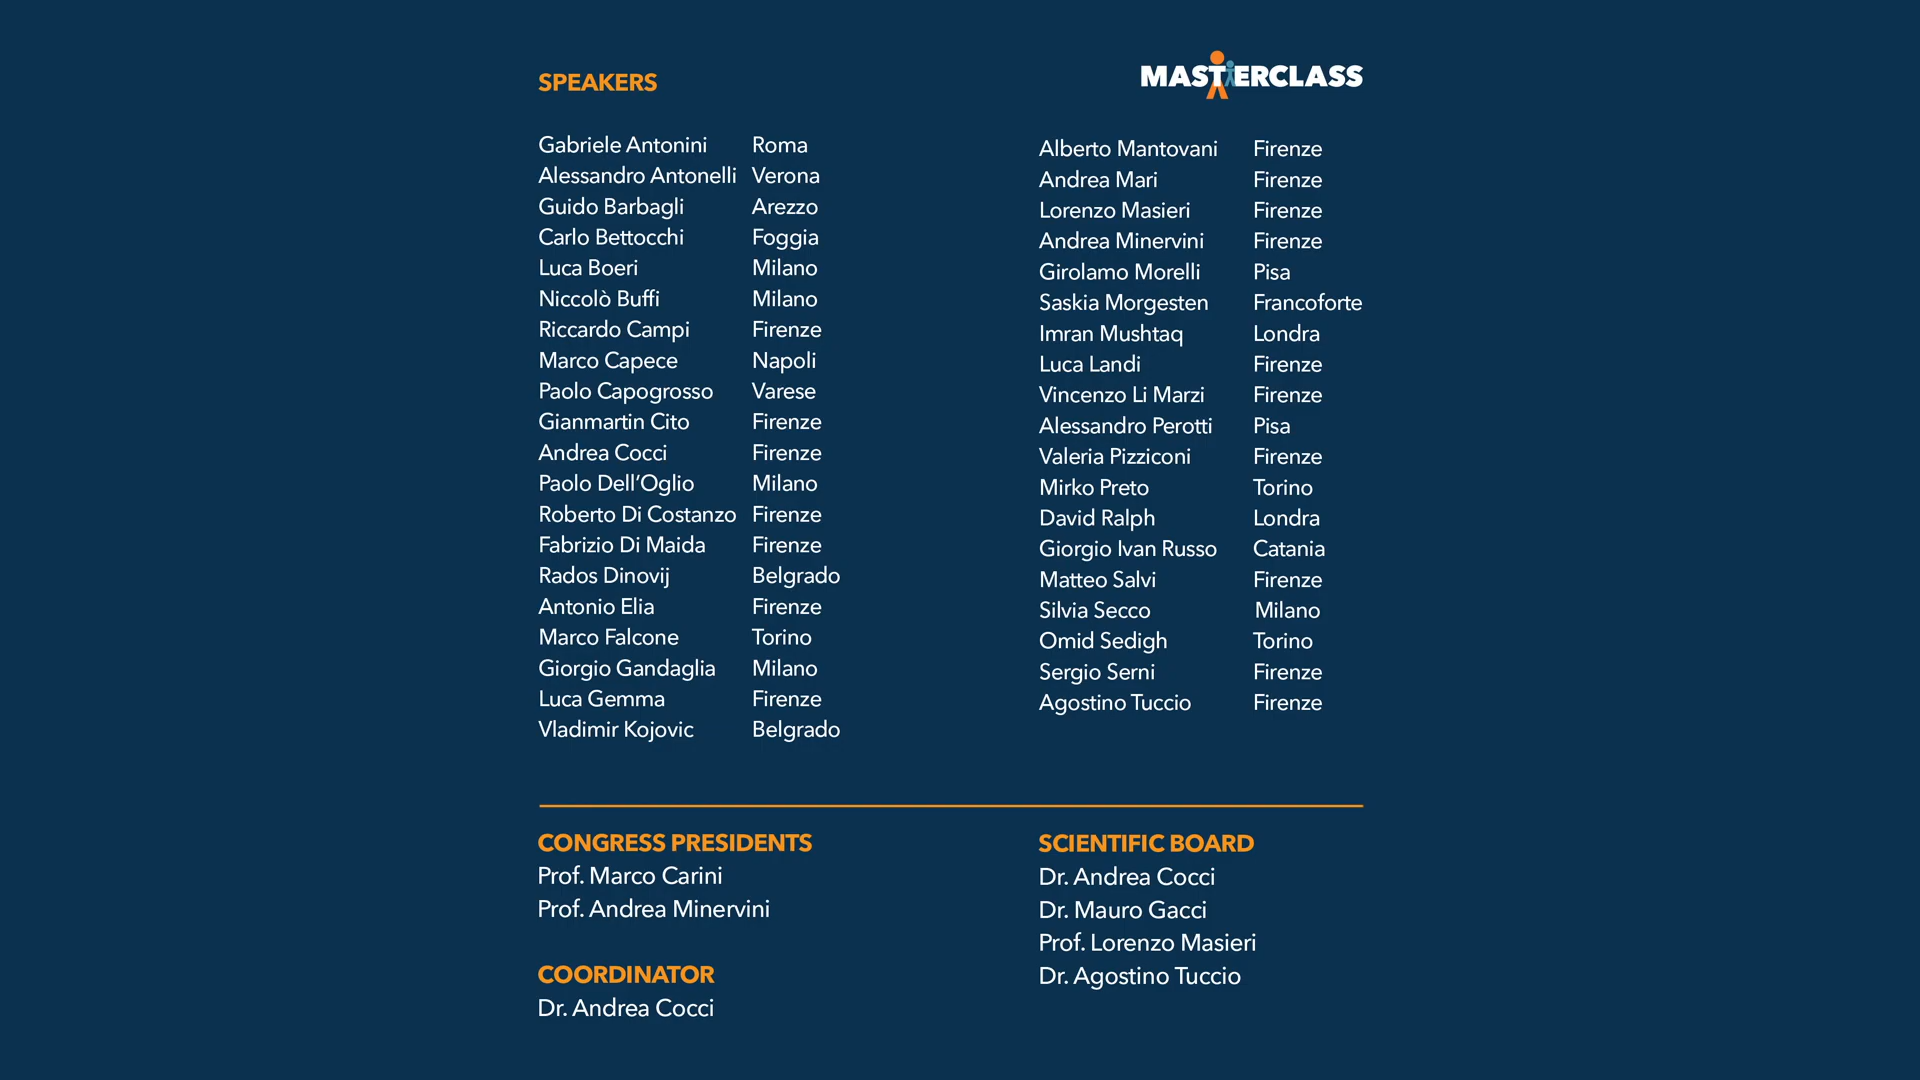 SPEAKERS
MASTERCLASS
Gabriele Antonini Roma
Alessandro Antonelli Verona
Guido Barbagli Arezzo
Carlo Bettocchi Foggia
Luca Boeri Milano
Niccolò Buffi Milano
Riccardo Campi Firenze
Marco Capece Napoli
Paolo Capogrosso Varese
Gianmartin Cito Firenze
Andrea Cocci Firenze
Paolo Dell’Oglio Milano
Roberto Di Costanzo Firenze
Fabrizio Di Maida Firenze
Rados Dinovij Belgrado
Antonio Elia Firenze
Marco Falcone Torino
Giorgio Gandaglia Milano
Luca Gemma Firenze
Vladimir Kojovic Belgrado
Alberto Mantovani Firenze
Andrea Mari Firenze
Lorenzo Masieri Firenze
Andrea Minervini Firenze
Girolamo Morelli Pisa
Saskia Morgesten Francoforte
Imran Mushtaq Londra
Luca Landi Firenze
Vincenzo Li Marzi Firenze
Alessandro Perotti Pisa
Valeria Pizziconi Firenze
Mirko Preto Torino
David Ralph Londra
Giorgio Ivan Russo Catania
Matteo Salvi Firenze
Silvia Secco Milano
Omid Sedigh Torino
Sergio Serni Firenze
Agostino Tuccio Firenze
CONGRESS PRESIDENTS
Prof. Marco Carini
Prof. Andrea Minervini
COORDINATOR
Dr. Andrea Cocci
SCIENTIFIC BOARD
Dr. Andrea Cocci
Dr. Mauro Gacci
Prof. Lorenzo Masieri
Dr. Agostino Tuccio